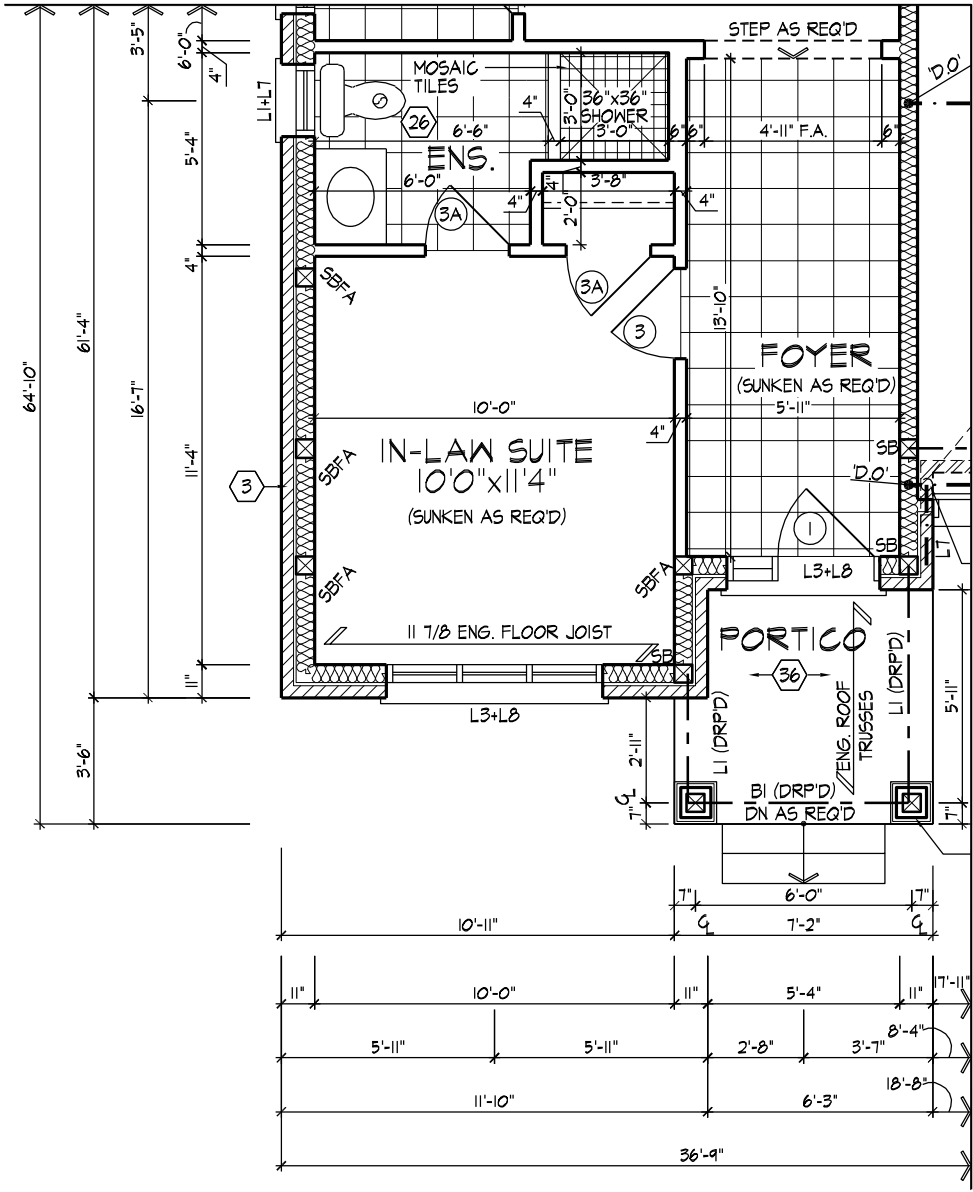 STEP AS REQ'D
3'-5"
6'-0"
4"
'D.O'
MOSAIC
TILES
L1+L7
36"x36"
SHOWER
3'-0"
3'-0"
4"
26
6'-6"
6"
6"
4'-11" F.A.
6"
5'-4"
ENS.
6'-0"
4"
3'-8"
4"
4"
2'-0"
3A
4"
SBFA
3A
3
13'-10"
61'-4"
64'-10"
16'-7"
FOYER
(SUNKEN AS REQ'D)
10'-0"
5'-11"
4"
11'-4"
IN-LAW SUITE
10'0"x11'4"
(SUNKEN AS REQ'D)
SBFA
SB
'D.O'
3
1
SB
L7
SBFA
SBFA
L3+L8
11 7/8 ENG. FLOOR JOIST
SB
PORTICO
36
11"
L3+L8
L1 (DRP'D)
L1 (DRP'D)
ENG. ROOF
TRUSSES
5'-11"
3'-6"
2'-11"
CL
7"
B1 (DRP'D)
DN AS REQ'D
7"
7"
6'-0"
7"
10'-11"
CL
7'-2"
CL
11"
10'-0"
11"
5'-4"
11"
17'-11"
5'-11"
5'-11"
2'-8"
3'-7"
8'-4"
11'-10"
6'-3"
18'-8"
36'-9"